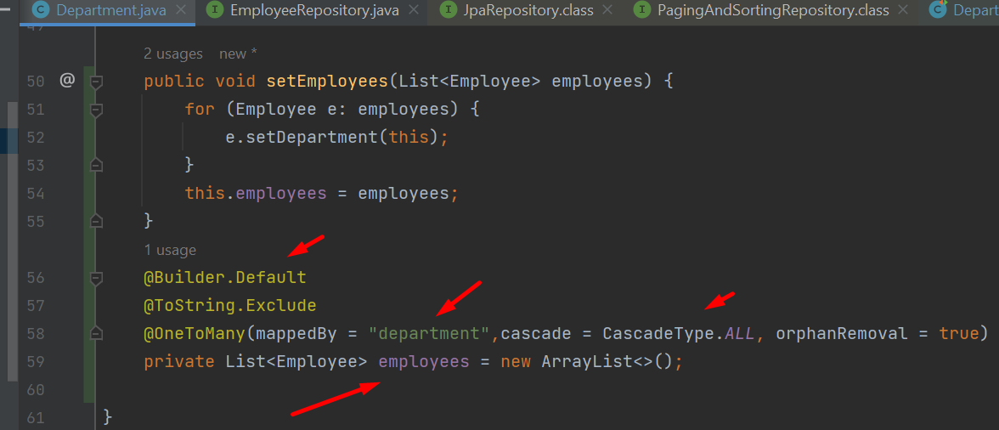 Department.java EmployeeRepository.java JpaRepository.class PagingAndSortingRepository.class Depart
49
2 usages new *
50 @ public void setEmployees(List<Employee> employees) {
51 for (Employee e: employees) {
52 e.setDepartment(this);
53 }
54 this.employees = employees;
55 }
1 usage
56 @Builder.Default
57 @ToString.Exclude
58 @OneToMany(mappedBy = "department",cascade = CascadeType.ALL, orphanRemoval = true)
59 private List<Employee> employees = new ArrayList<>();
60
61 }